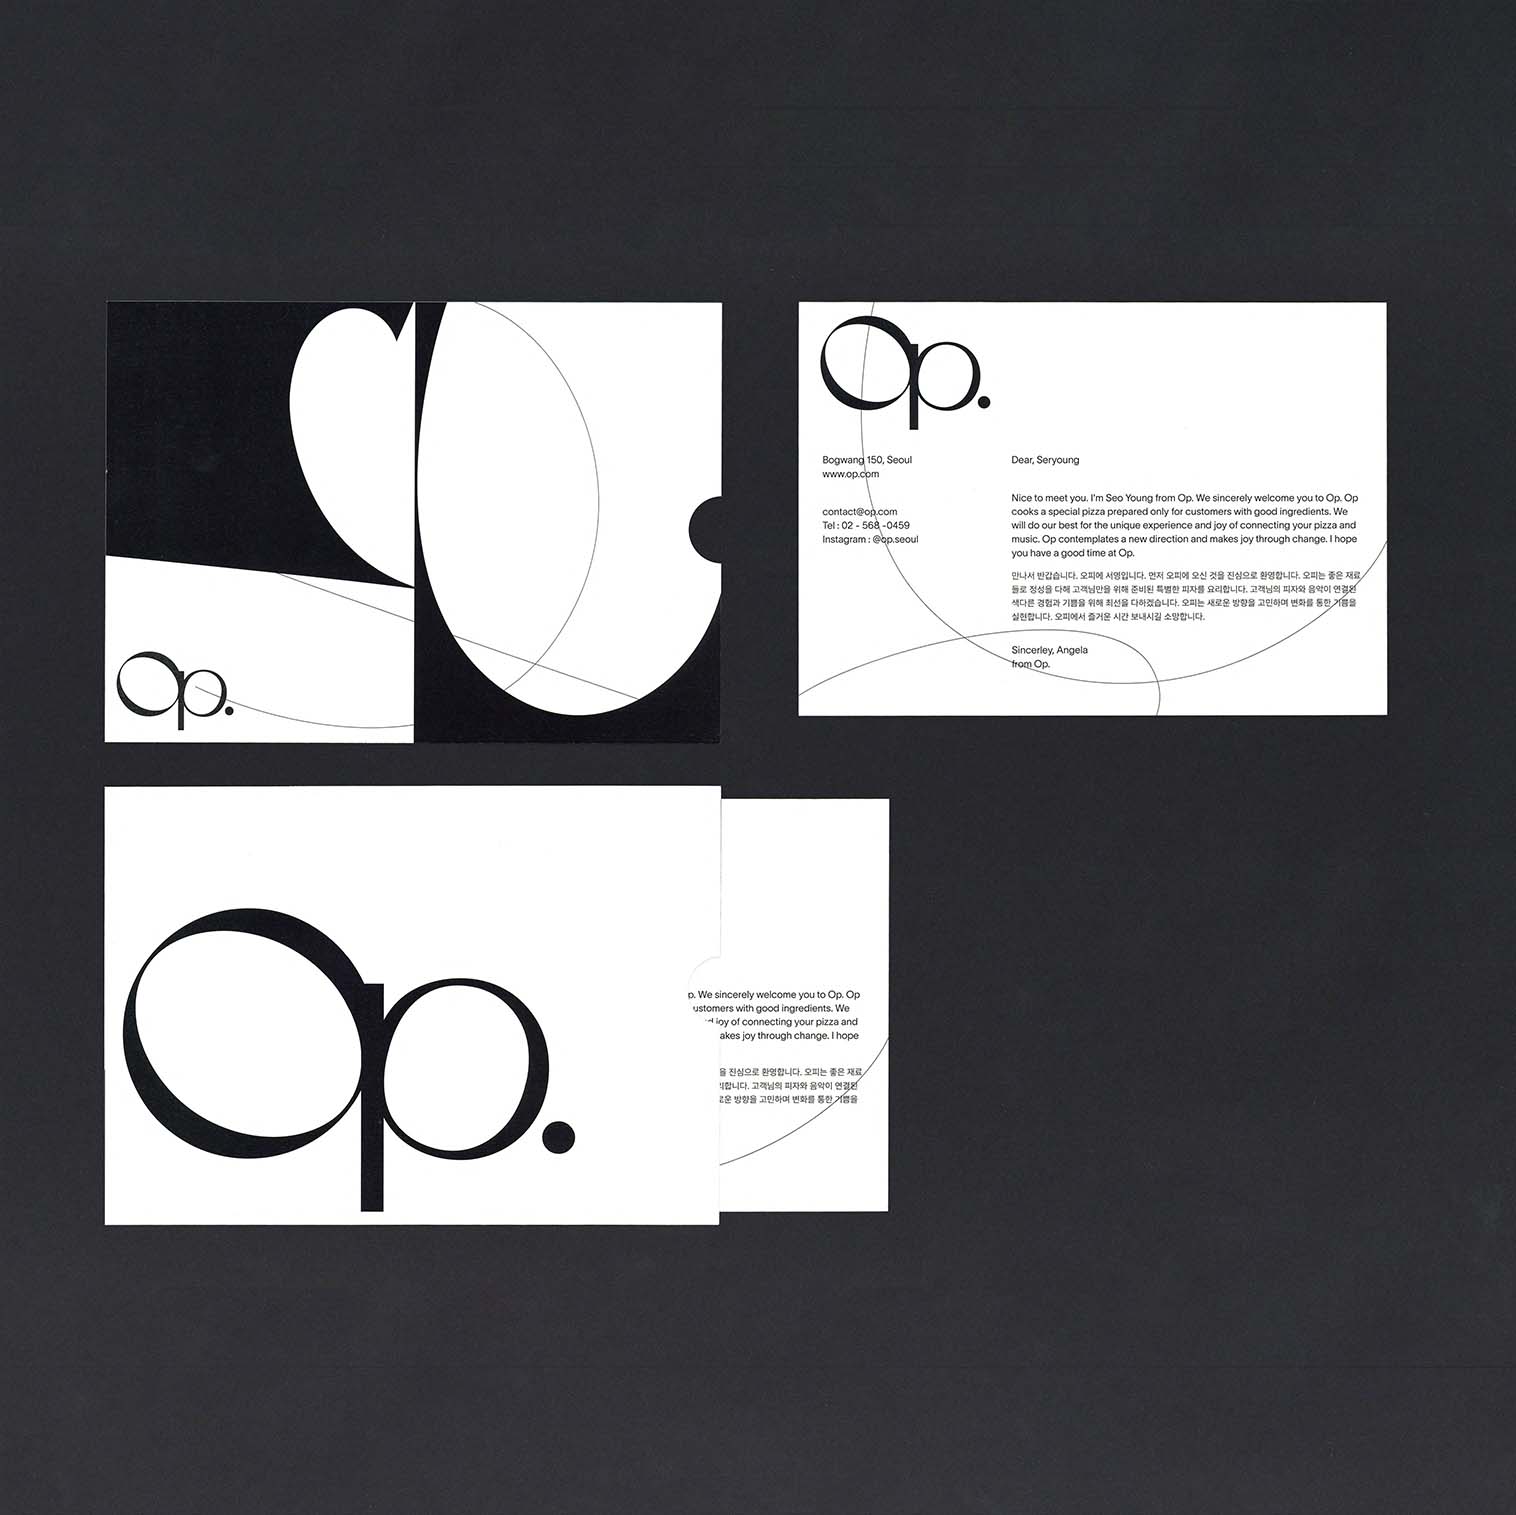 Op.
Op.
Bogwang 150, Seoul
www.op.com
contact@op.com
Tel : 02 - 568 -0459
Instagram : @op.seoul
Dear, Seryoung
Nice to meet you. I'm Seo Young from Op. We sincerely welcome you to Op. Op
cooks a special pizza prepared only for customers with good ingredients. We
will do our best for the unique experience and joy of connecting your pizza and
music. Op contemplates a new direction and makes joy through change. I hope
you have a good time at Op.
만나서 반갑습니다. 오피에 서영입니다. 먼저 오피에 오신 것을 진심으로 환영합니다. 오피는 좋은 재료
들로 정성을 다해 고객님만을 위해 준비된 특별한 피자를 요리합니다. 고객님의 피자와 음악이 연결된
색다른 경험과 기쁨을 위해 최선을 다하겠습니다. 오피는 새로운 방향을 고민하며 변화를 통한 기쁨을
실현합니다. 오피에서 즐거운 시간 보내시길 소망합니다.
Sincerley, Angela
from Op.
Op.
p. We sincerely welcome you to Op. Op
ustomers with good ingredients. We
joy of connecting your pizza and
akes joy through change. I hope
을 진심으로 환영합니다. 오피는 좋은 재료
고객님의 피자와 음악이 연결된
방향을 고민하며 변화를 통한 기쁨을